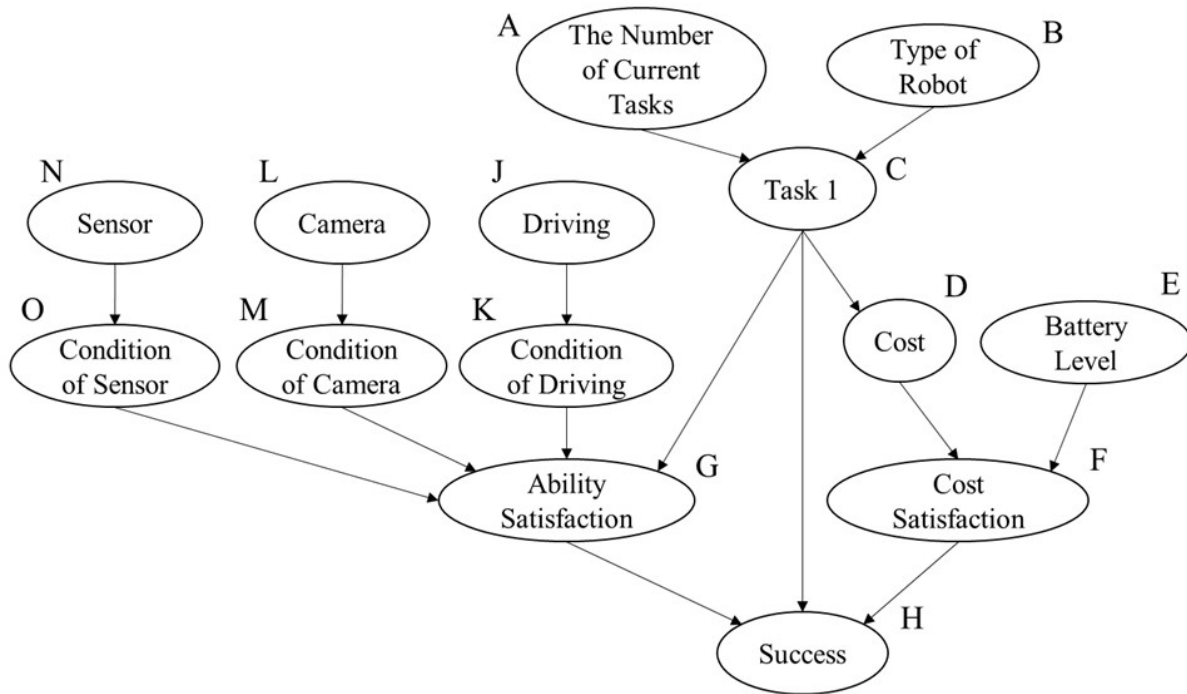 A
The Number
of Current
Tasks
B
Type of
Robot
C
Task 1
N
Sensor
L
Camera
J
Driving
O
Condition
of Sensor
M
Condition
of Camera
K
Condition
of Driving
D
Cost
E
Battery
Level
G
Ability
Satisfaction
F
Cost
Satisfaction
H
Success